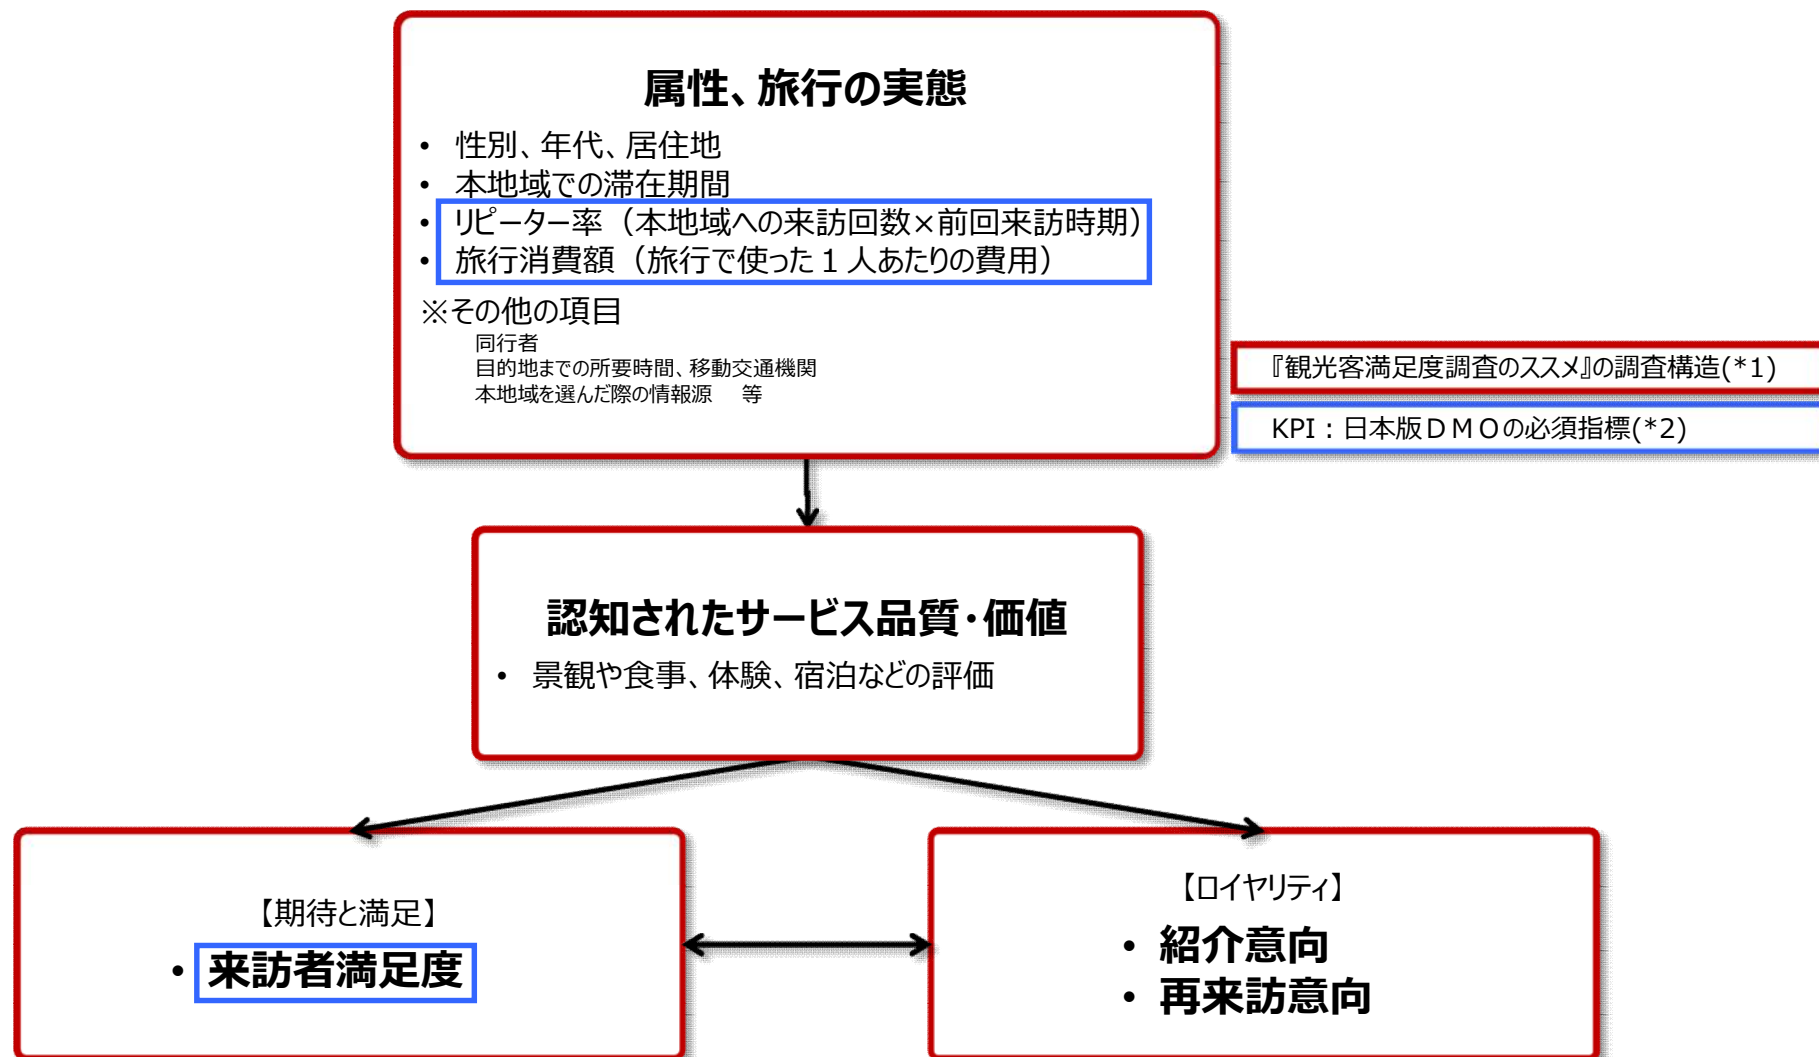 属性、旅行の実態
• 性別、年代、居住地
• 本地域での滞在期間
• リピーター率（本地域への来訪回数×前回来訪時期）
• 旅行消費額（旅行で使った１人あたりの費用）
※その他の項目
同行者
目的地までの所要時間、移動交通機関
本地域を選んだ際の情報源　等
『観光客満足度調査のススメ』の調査構造(*1)
KPI：日本版ＤＭＯの必須指標(*2)
認知されたサービス品質・価値
• 景観や食事、体験、宿泊などの評価
【期待と満足】
• 来訪者満足度
【ロイヤリティ】
• 紹介意向
• 再来訪意向